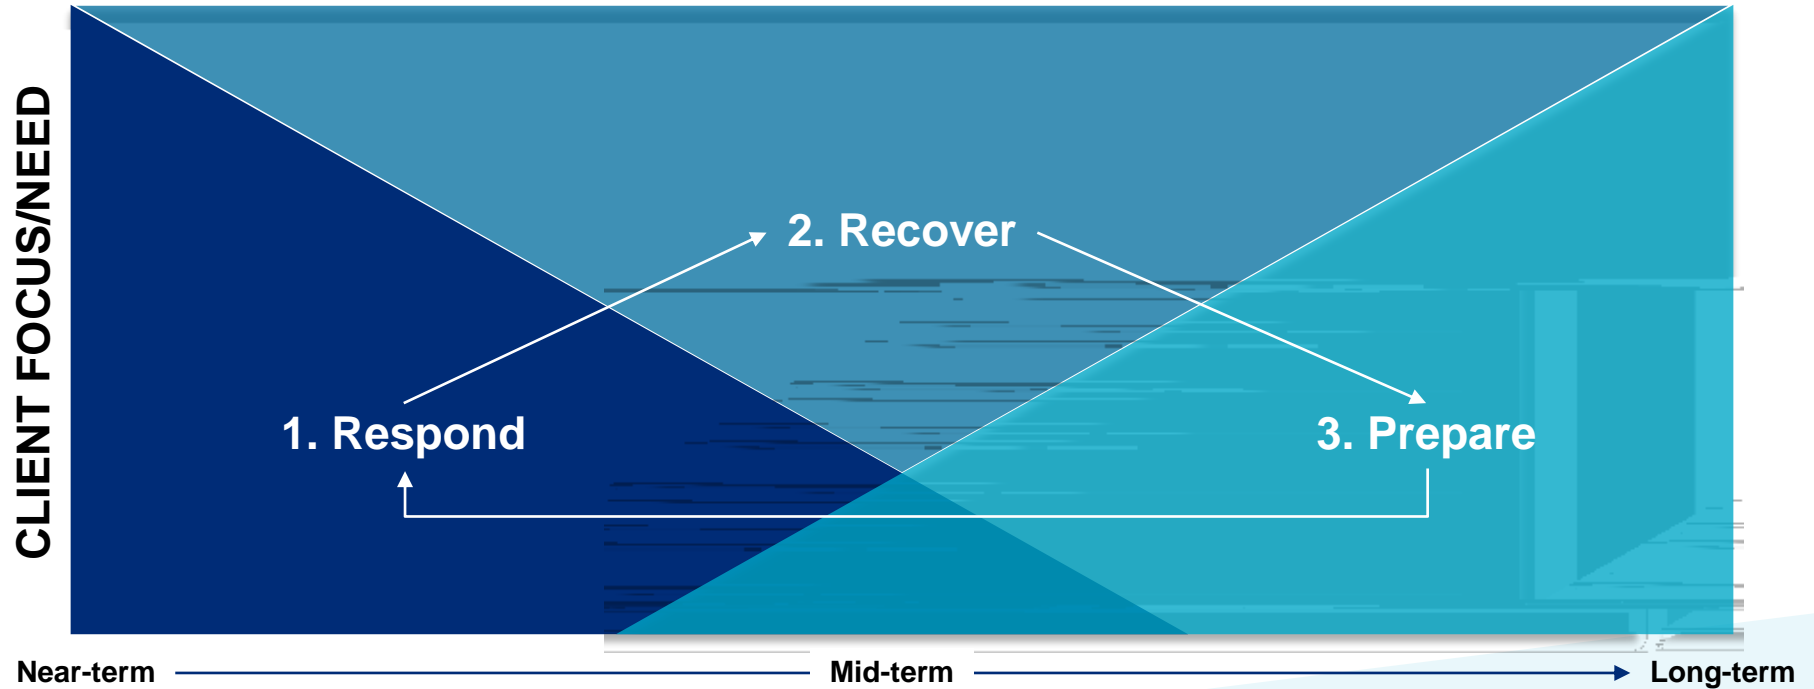 CLIENT FOCUS/NEED
2. Recover
1. Respond
3. Prepare
Near-term
Mid-term
Long-term